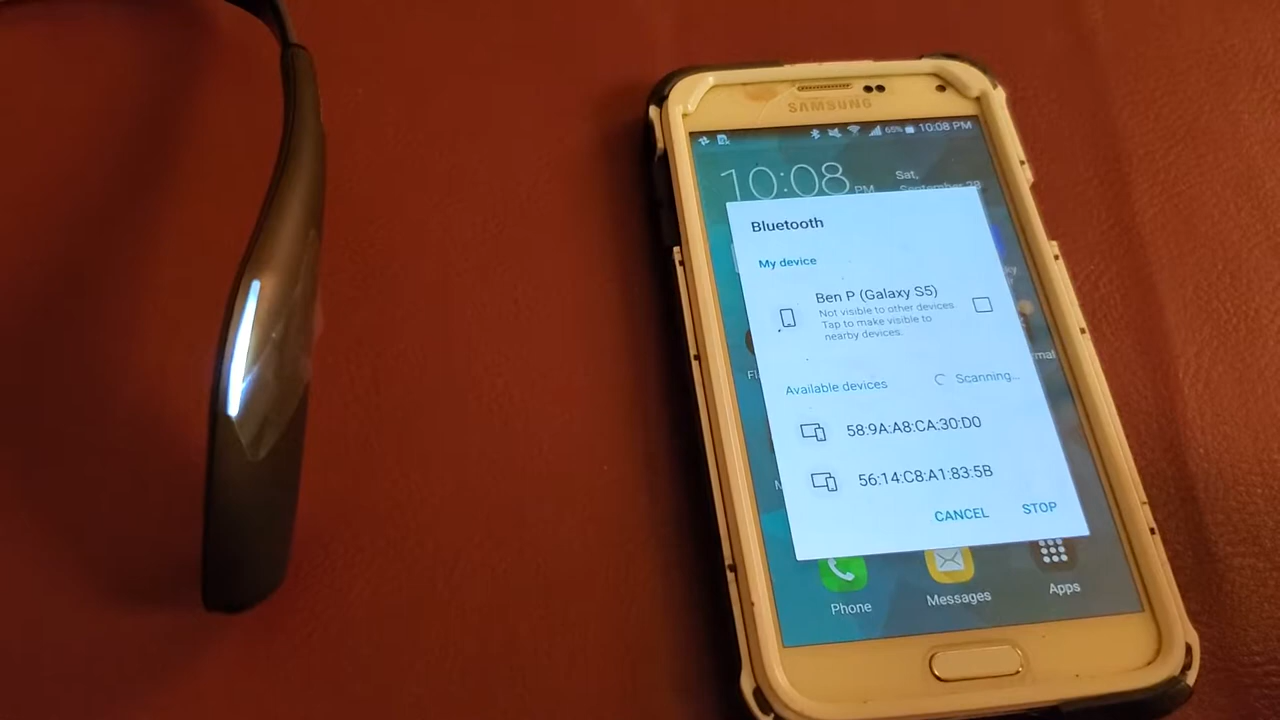 SAMSUNG
65% 10:08 PM
10:08 PM
Sat,
Bluetooth
My device
Ben P (Galaxy S5)
Not visible to other devices.
Tap to make visible to
nearby devices.
Available devices
Scanning...
58:9A:A8:CA:30:D0
56:14:C8:A1:83:5B
CANCEL STOP
Phone Messages Apps